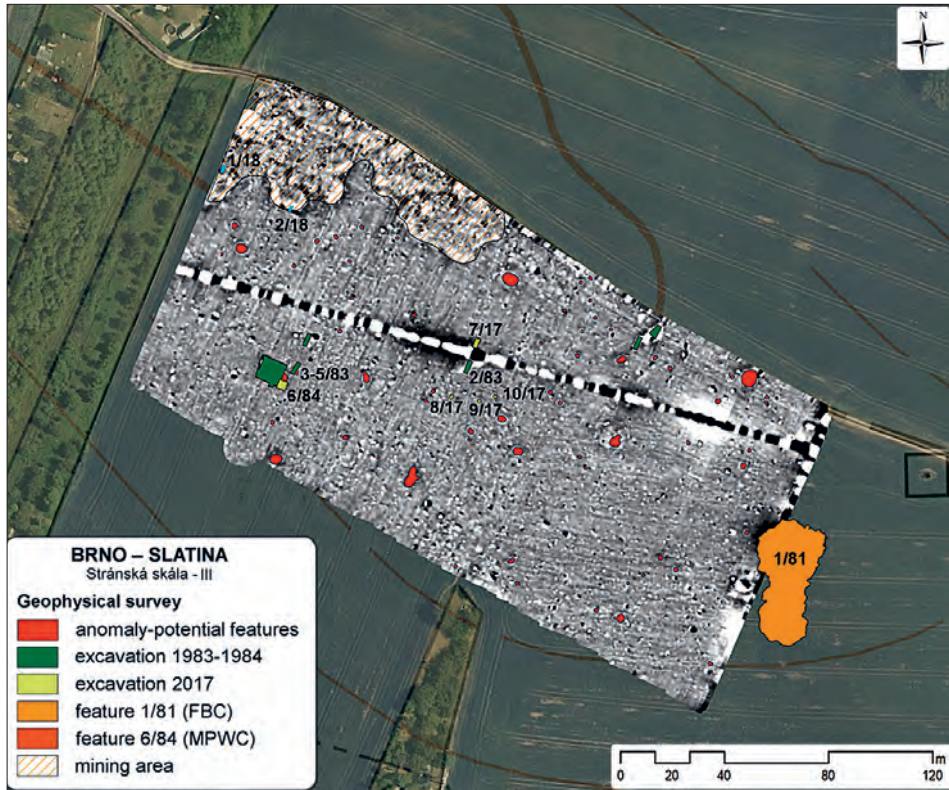 N
1/18
2/18
7/17
3-5/83
2/83
6/84
10/17
8/17
9/17
1/81
BRNO – SLATINA
Stránská skála - III
Geophysical survey
anomaly-potential features
excavation 1983-1984
excavation 2017
feature 1/81 (FBC)
feature 6/84 (MPWC)
mining area
m
0 20 40 80 120